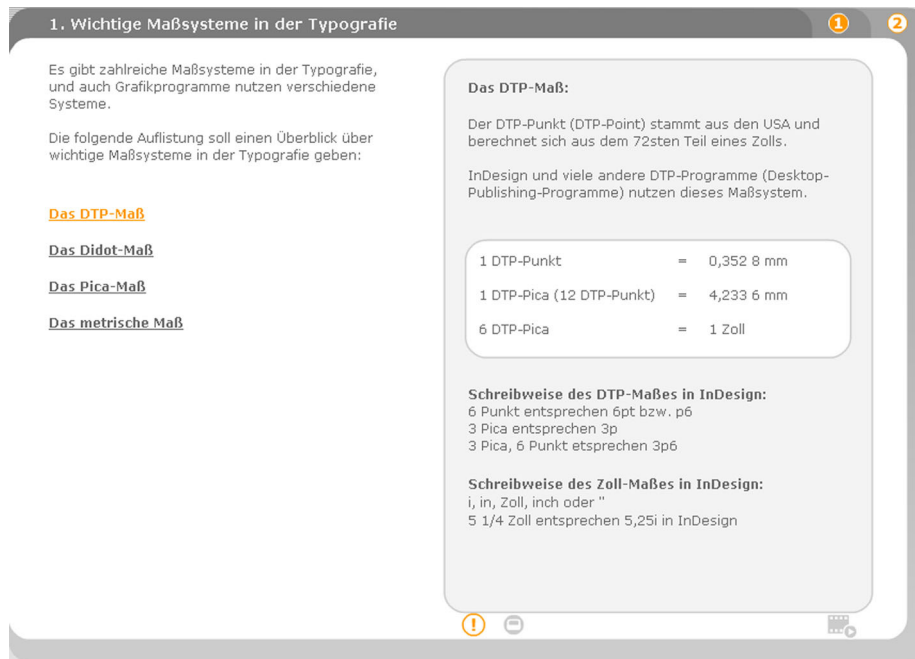 1. Wichtige Maßsysteme in der Typografie
1
2
Es gibt zahlreiche Maßsysteme in der Typografie,
und auch Grafikprogramme nutzen verschiedene
Systeme.
Die folgende Auflistung soll einen Überblick über
wichtige Maßsysteme in der Typografie geben:
Das DTP-Maß
Das Didot-Maß
Das Pica-Maß
Das metrische Maß
Das DTP-Maß:
Der DTP-Punkt (DTP-Point) stammt aus den USA und
berechnet sich aus dem 72sten Teil eines Zolls.
InDesign und viele andere DTP-Programme (Desktop-
Publishing-Programme) nutzen dieses Maßsystem.
1 DTP-Punkt = 0,352 8 mm
1 DTP-Pica (12 DTP-Punkt) = 4,233 6 mm
6 DTP-Pica = 1 Zoll
Schreibweise des DTP-Maßes in InDesign:
6 Punkt entsprechen 6pt bzw. p6
3 Pica entsprechen 3p
3 Pica, 6 Punkt etsprechen 3p6
Schreibweise des Zoll-Maßes in InDesign:
i, in, Zoll, inch oder "
5 1/4 Zoll entsprechen 5,25i in InDesign
!